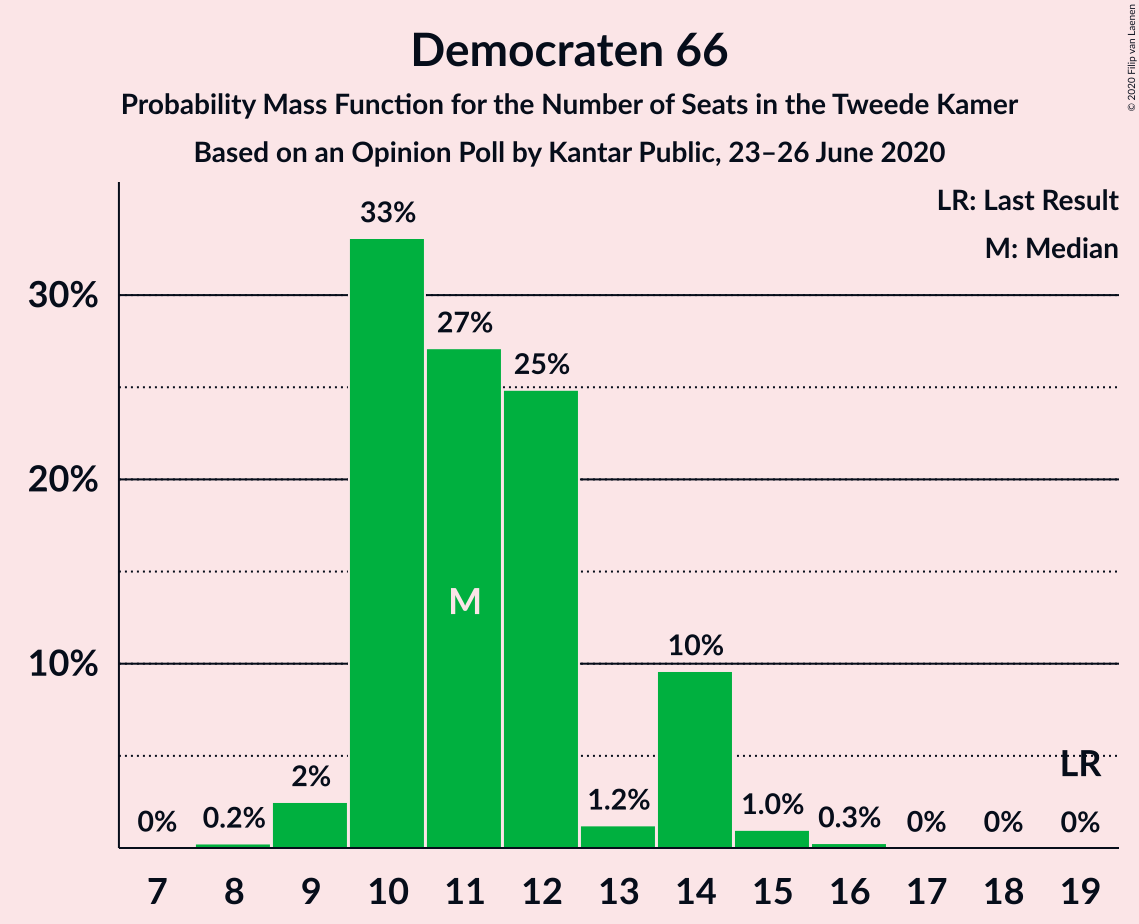 Democraten 66
Probability Mass Function for the Number of Seats in the Tweede Kamer
Based on an Opinion Poll by Kantar Public, 23–26 June 2020
© 2020 Filip van Laenen
LR: Last Result
M: Median
30%
20%
10%
0%
0.2%
2%
33%
27%
25%
1.2%
10%
1.0%
0.3%
0%
0%
0%
M
LR
7 8 9 10 11 12 13 14 15 16 17 18 19